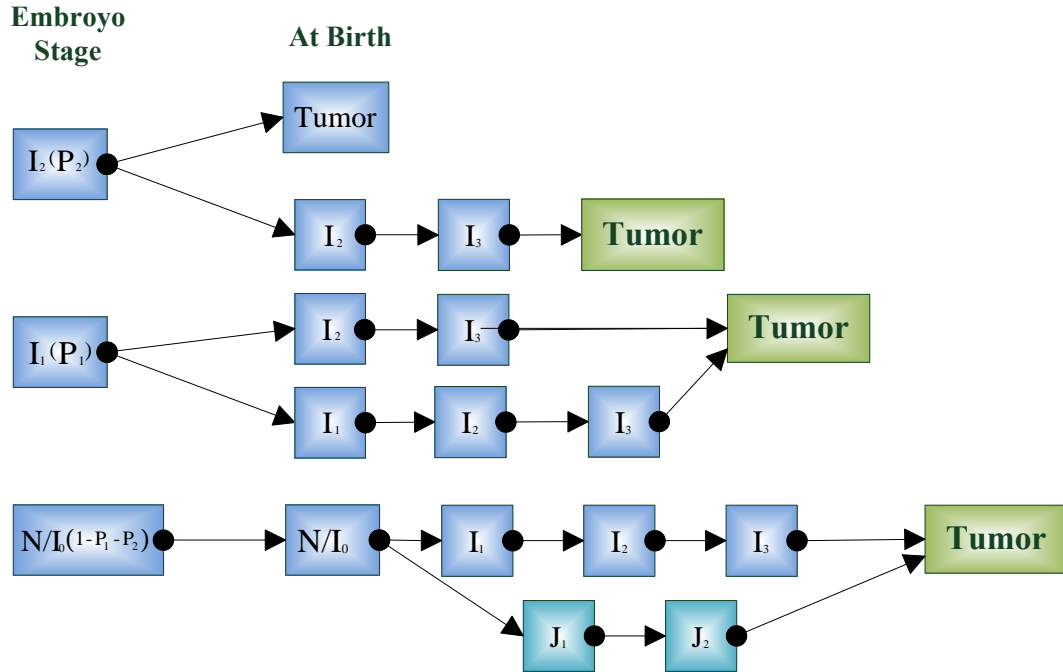 Embroyo
Stage
At Birth
Tumor
I₂(P₂)
I₂
I₃
Tumor
I₂
I₃
Tumor
I₁(P₁)
I₁
I₂
I₃
N/I₀(1-P₁-P₂)
N/I₀
I₁
I₂
I₃
Tumor
J₁
J₂